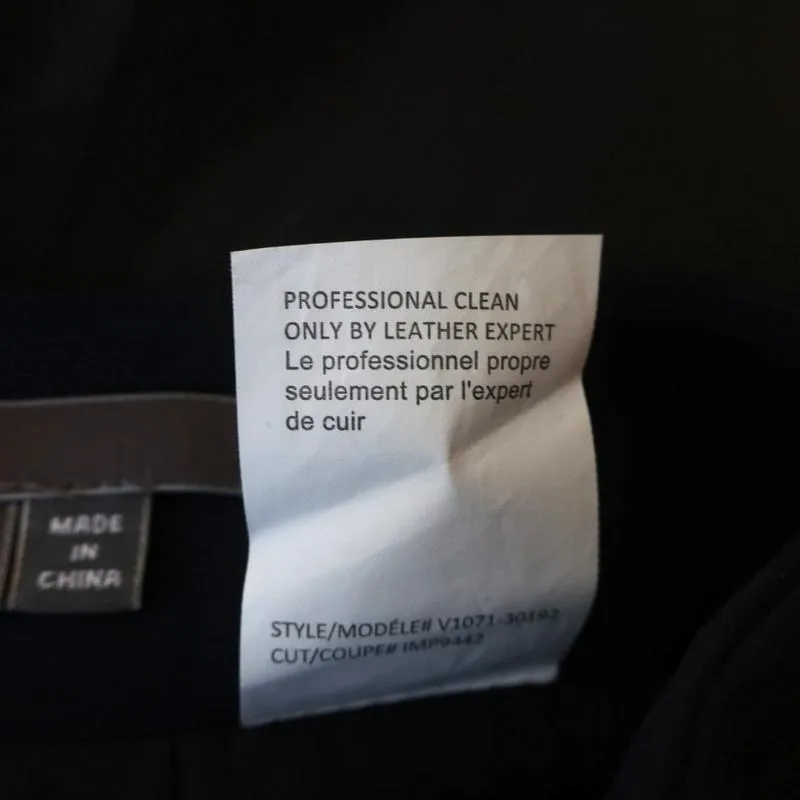 PROFESSIONAL CLEAN
ONLY BY LEATHER EXPERT
Le professionnel propre
seulement par l'expert
de cuir
MADE
IN
CHINA
STYLE/MODÉLE# V1071-30192
CUT/COUPE# IMP9442